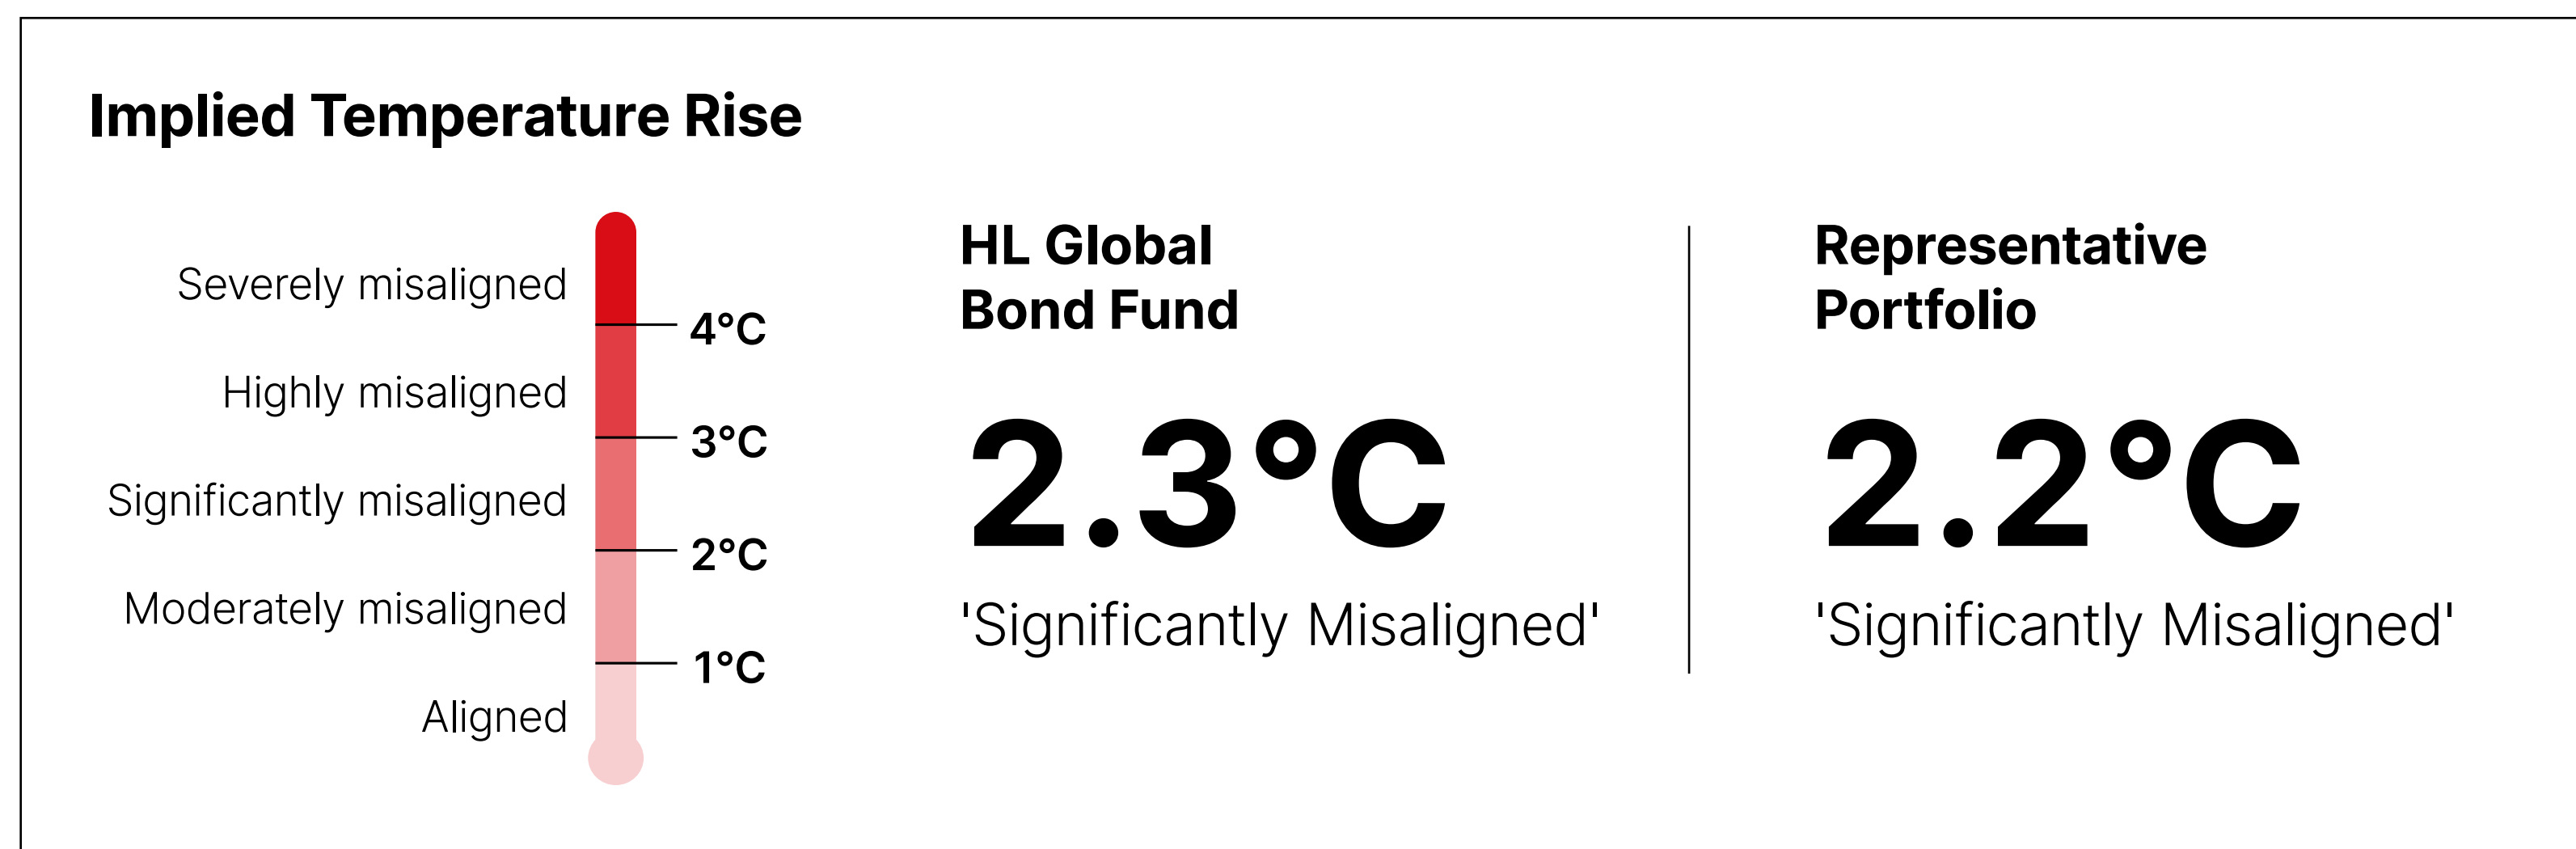 Implied Temperature Rise
Severely misaligned
4°C
Highly misaligned
3°C
Significantly misaligned
2°C
Moderately misaligned
1°C
Aligned
HL Global
Bond Fund
2.3°C
'Significantly Misaligned'
Representative
Portfolio
2.2°C
'Significantly Misaligned'